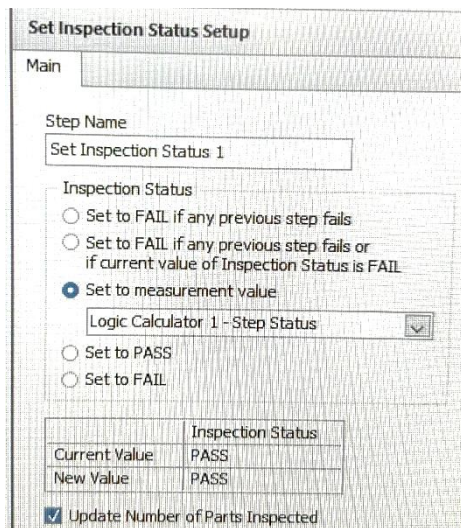 Set Inspection Status Setup
Main
Step Name
Set Inspection Status 1
Inspection Status
Set to FAIL if any previous step fails
Set to FAIL if any previous step fails or
if current value of Inspection Status is FAIL
Set to measurement value
Logic Calculator 1 - Step Status
Set to PASS
Set to FAIL
Inspection Status
Current Value PASS
New Value PASS
Update Number of Parts Inspected